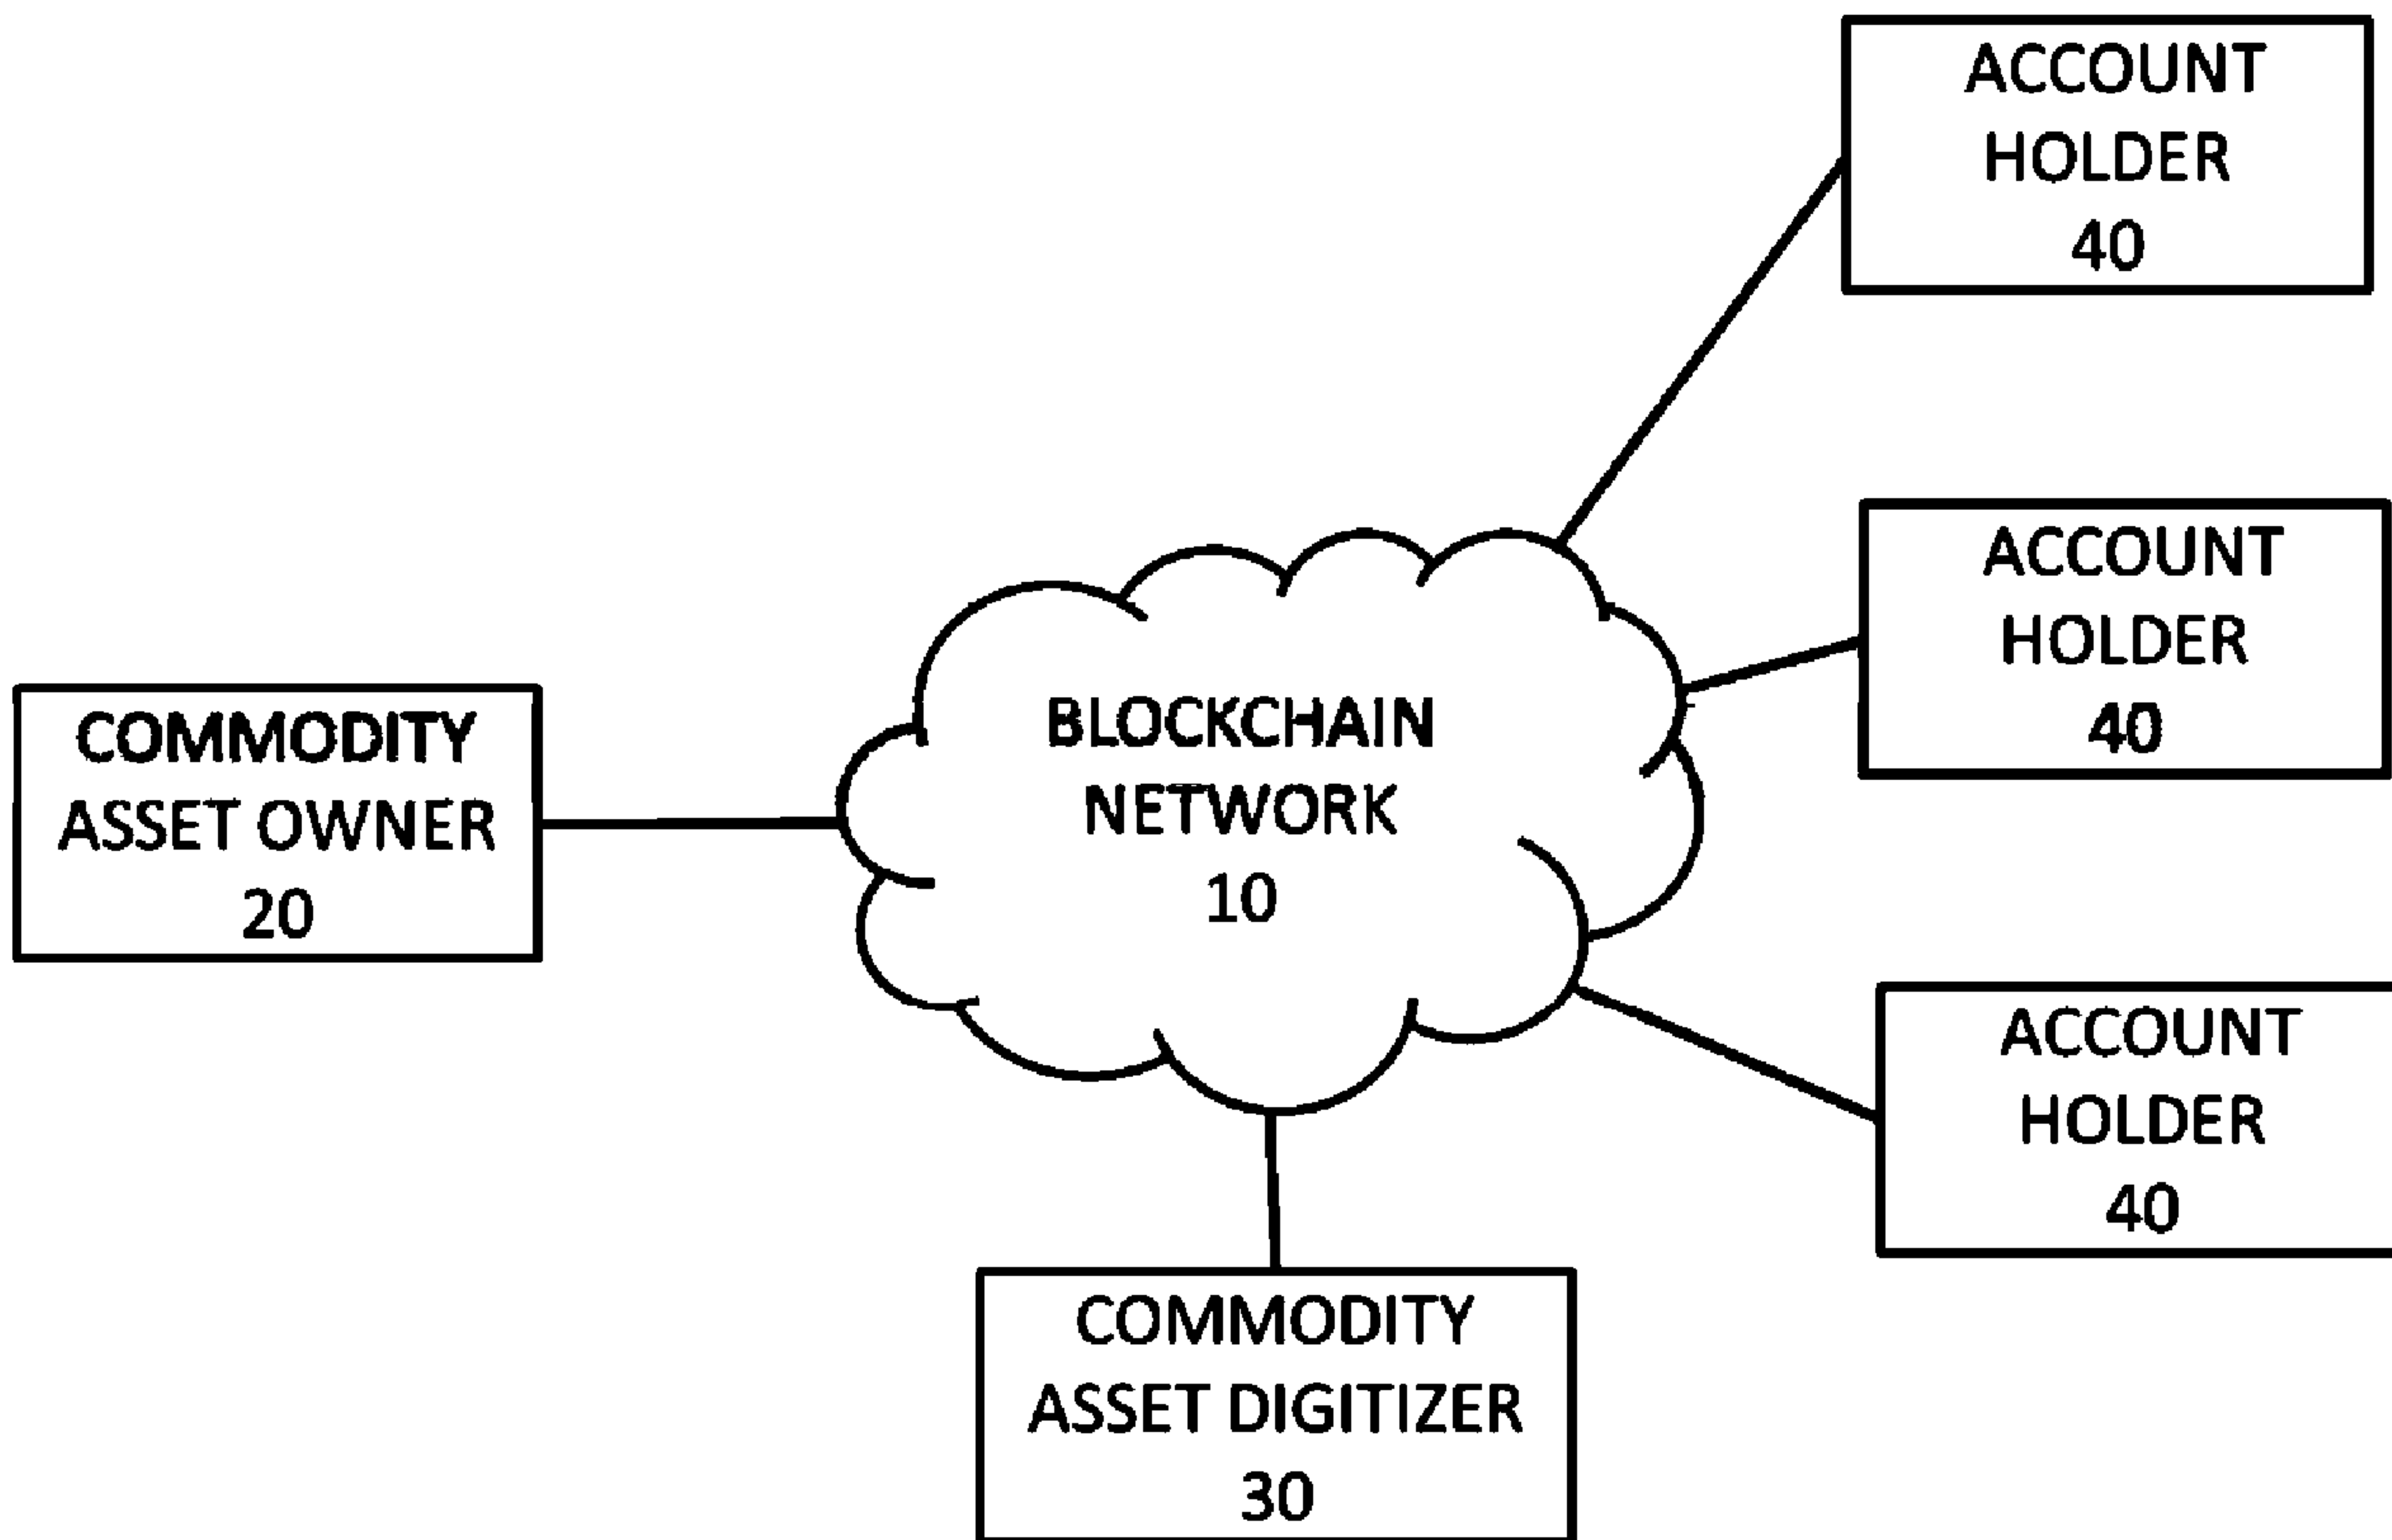 ACCOUNT
HOLDER
40
ACCOUNT
HOLDER
40
COMMODITY
ASSET OWNER
20
BLOCKCHAIN
NETWORK
10
ACCOUNT
HOLDER
40
COMMODITY
ASSET DIGITIZER
30